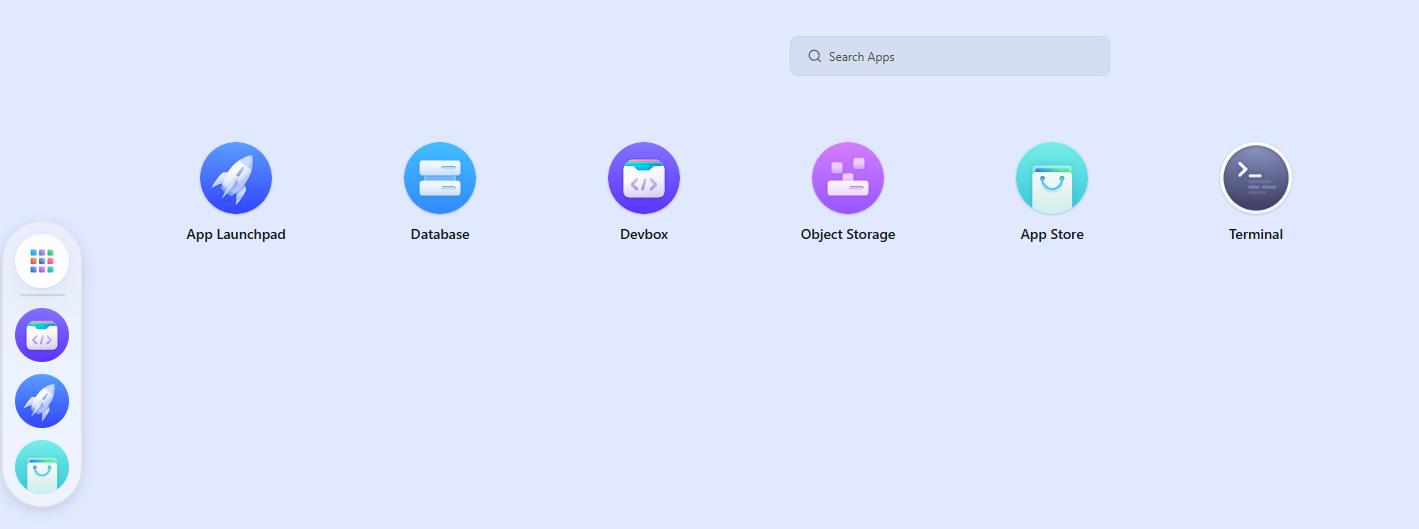 Search Apps
App Launchpad
Database
Devbox
Object Storage
App Store
Terminal